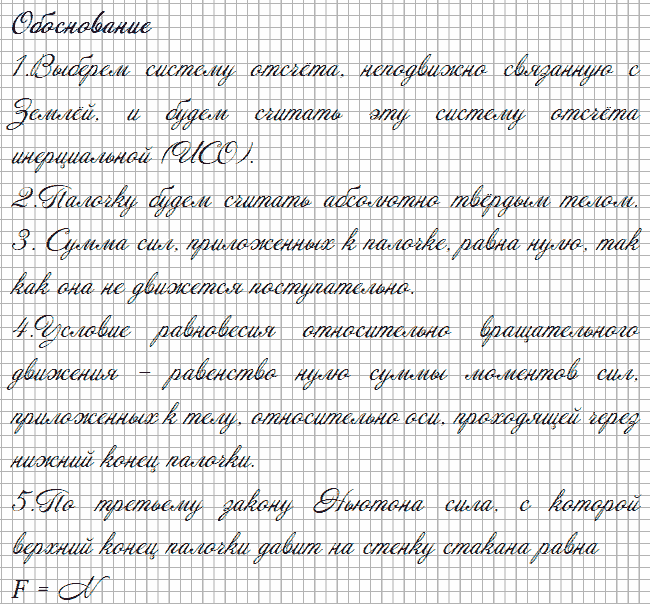 Обоснование
1.Выберем систему отсчёта, неподвижно связанную с
Землёй, и будем считать эту систему отсчёта
инерциальной (ИСО).
2.Палочку будем считать абсолютно твёрдым телом.
3. Сумма сил, приложенных к палочке, равна нулю, так
как она не движется поступательно.
4.Условие равновесия относительно вращательного
движения – равенство нулю суммы моментов сил,
приложенных к телу, относительно оси, проходящей через
нижний конец палочки.
5.По третьему закону Ньютона сила, с которой
верхний конец палочки давит на стенку стакана равна
F = N